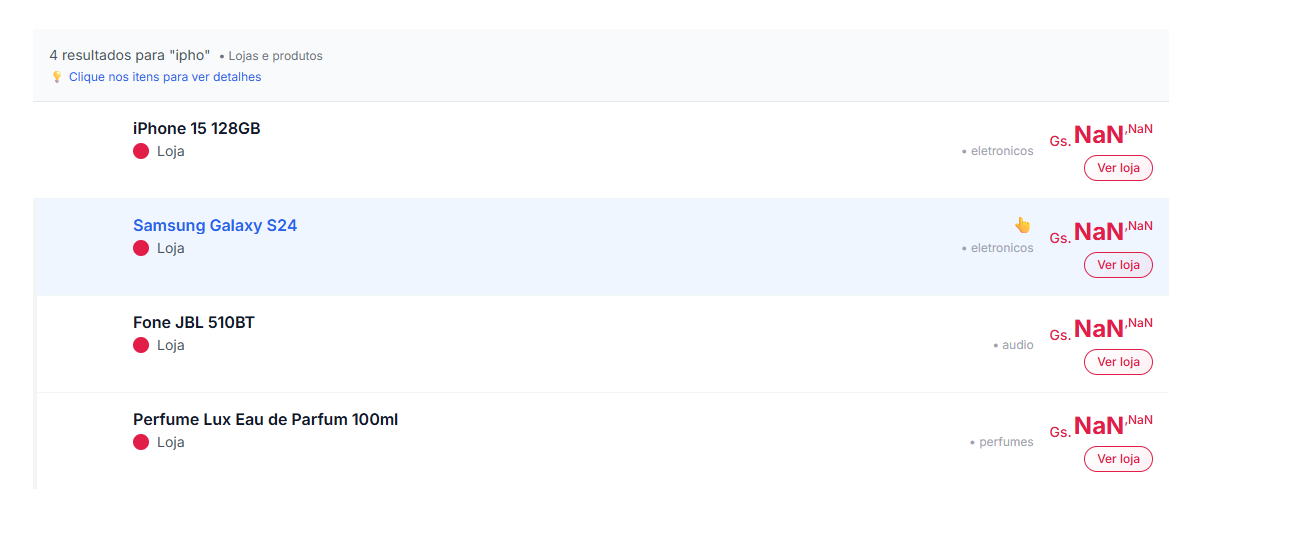 4 resultados para "ipho" • Lojas e produtos
💡 Clique nos itens para ver detalhes
iPhone 15 128GB
Loja
• eletronicos
Gs. NaN,NaN
Ver loja
Samsung Galaxy S24
👆
Loja
• eletronicos
Gs. NaN,NaN
Ver loja
Fone JBL 510BT
Loja
• audio
Gs. NaN,NaN
Ver loja
Perfume Lux Eau de Parfum 100ml
Loja
• perfumes
Gs. NaN,NaN
Ver loja